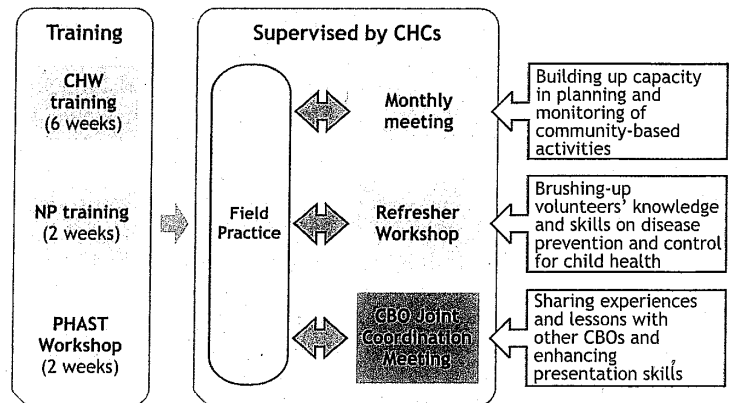 Training
CHW
training
(6 weeks)
NP training
(2 weeks)
PHAST
Workshop
(2 weeks)
Supervised by CHCs
Field
Practice
Monthly
meeting
Refresher
Workshop
CBO Joint
Coordination
Meeting
Building up capacity
in planning and
monitoring of
community-based
activities
Brushing-up
volunteers' knowledge
and skills on disease
prevention and control
for child health
Sharing experiences
and lessons with
other CBOs and
enhancing
presentation skills